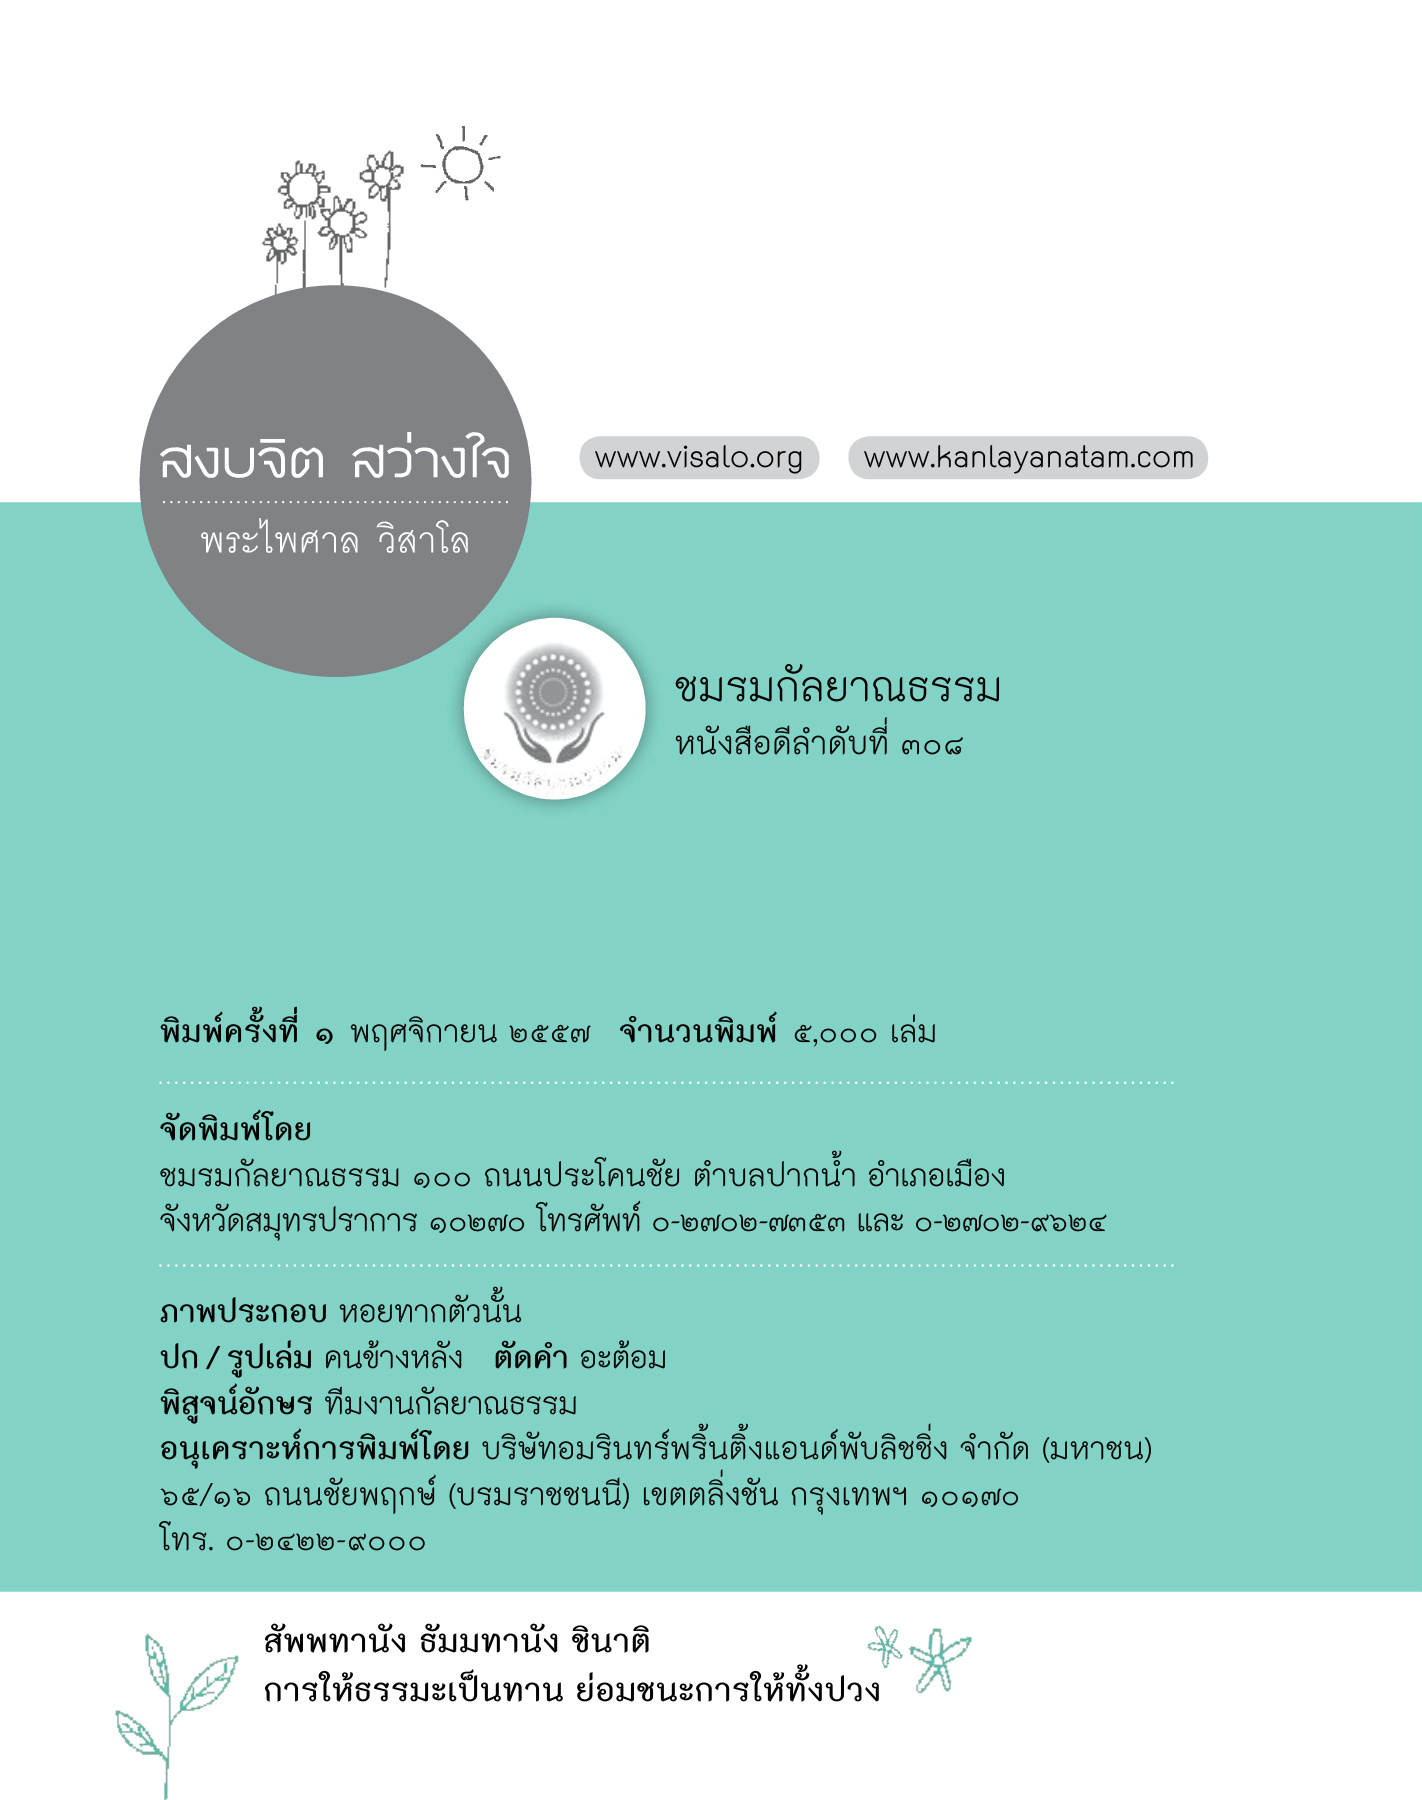 สงบจิต สว่างใจ
พระไพศาล วิสาโล
www.visalo.org
www.kanlayanatam.com
ชมรมกัลยาณธรรม
ชมรมกัลยาณธรรม
หนังสือดีลำดับที่ ๓๐๘
พิมพ์ครั้งที่ ๑ พฤศจิกายน ๒๕๕๗ จำนวนพิมพ์ ๕,๐๐๐ เล่ม
จัดพิมพ์โดย
ชมรมกัลยาณธรรม ๑๐๐ ถนนประโคนชัย ตำบลปากน้ำ อำเภอเมือง
จังหวัดสมุทรปราการ ๑๐๒๗๐ โทรศัพท์ ๐-๒๗๐๒-๗๓๕๓ และ ๐-๒๗๐๒-๙๖๒๔
ภาพประกอบ หอยทากตัวนั้น
ปก / รูปเล่ม คนข้างหลัง ตัดคำ อะต้อม
พิสูจน์อักษร ทีมงานกัลยาณธรรม
อนุเคราะห์การพิมพ์โดย บริษัทอมรินทร์พริ้นติ้งแอนด์พับลิชชิ่ง จำกัด (มหาชน)
๖๕/๑๖ ถนนชัยพฤกษ์ (บรมราชชนนี) เขตตลิ่งชัน กรุงเทพฯ ๑๐๑๗๐
โทร. ๐-๒๔๒๒-๙๐๐๐
สัพพทานัง ธัมมทานัง ชินาติ
การให้ธรรมะเป็นทาน ย่อมชนะการให้ทั้งปวง